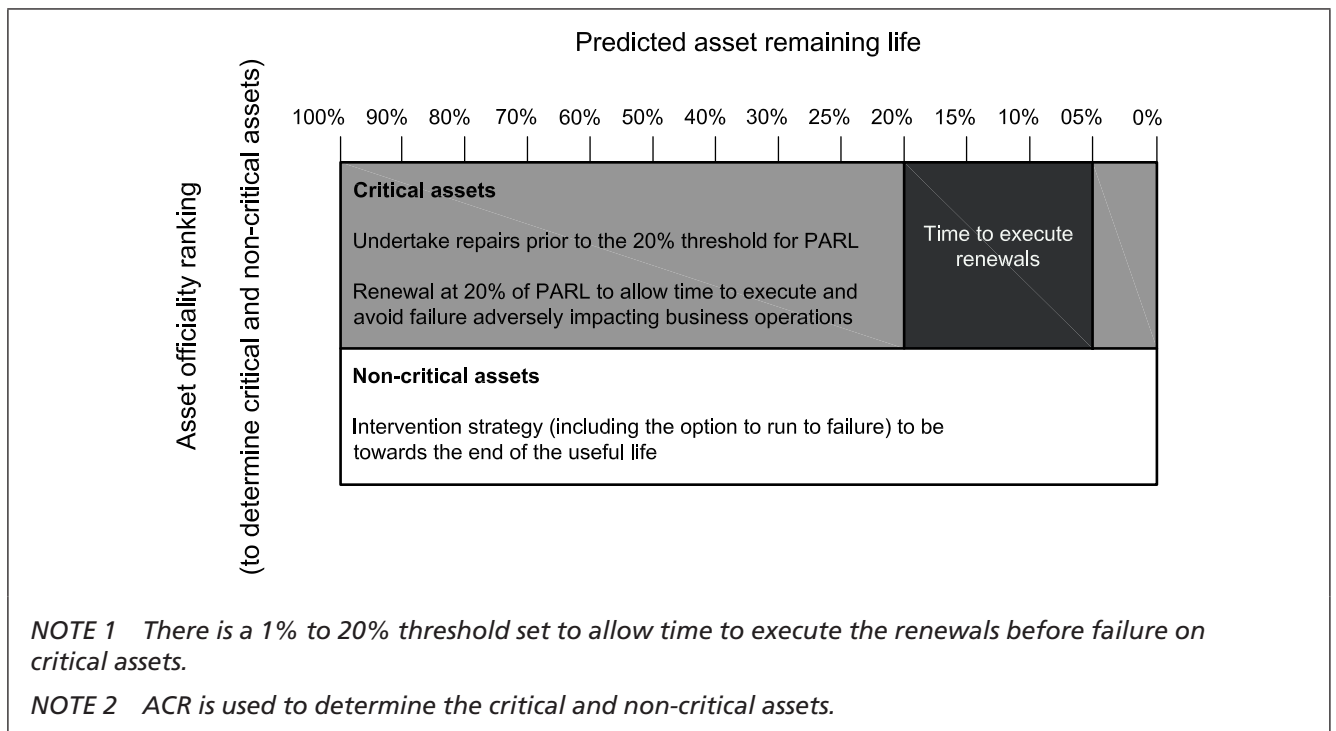 Predicted asset remaining life
100% 90% 80% 70% 60% 50% 40% 30% 25% 20% 15% 10% 05% 0%
Asset officiality ranking
(to determine critical and non-critical assets)
Critical assets
Undertake repairs prior to the 20% threshold for PARL
Renewal at 20% of PARL to allow time to execute and
avoid failure adversely impacting business operations
Time to execute
renewals
Non-critical assets
Intervention strategy (including the option to run to failure) to be
towards the end of the useful life
NOTE 1 There is a 1% to 20% threshold set to allow time to execute the renewals before failure on
critical assets.
NOTE 2 ACR is used to determine the critical and non-critical assets.